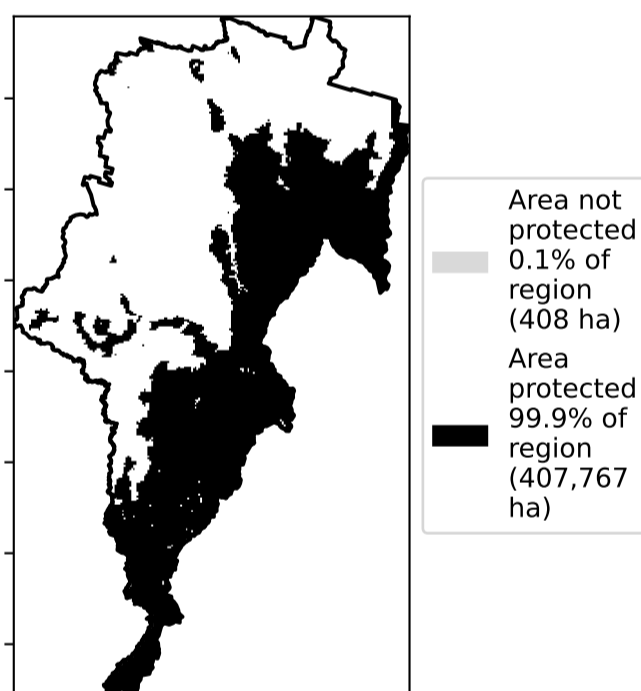 Area not
protected
0.1% of
region
(408 ha)
Area
protected
99.9% of
region
(407,767
ha)